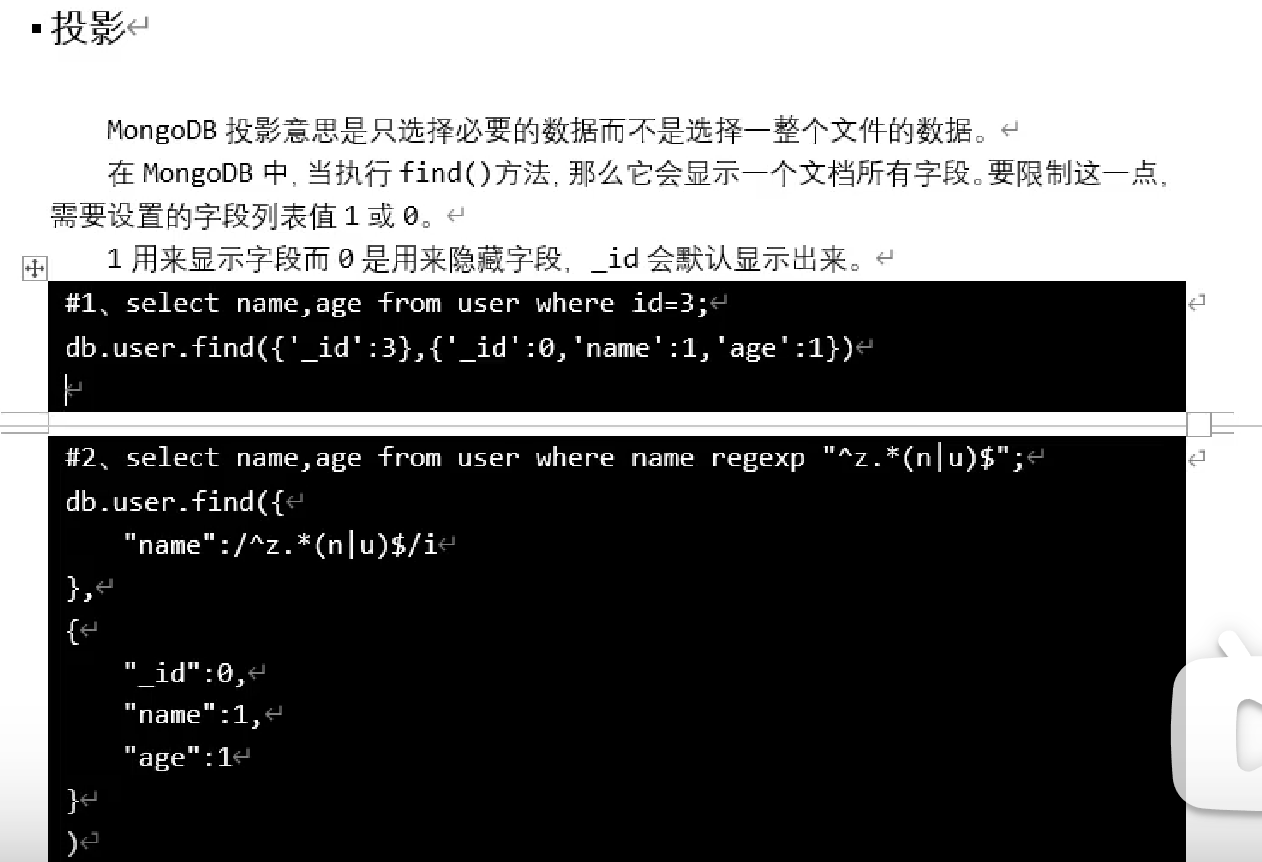 ▪投影↵
MongoDB 投影意思是只选择必要的数据而不是选择一整个文件的数据。↵
在 MongoDB 中, 当执行 find()方法, 那么它会显示一个文档所有字段。要限制这一点,
需要设置的字段列表值 1 或 0。↵
1 用来显示字段而 0 是用来隐藏字段, _id 会默认显示出来。↵
#1、select name,age from user where id=3;↵
db.user.find({'_id':3},{'_id':0,'name':1,'age':1})↵
↵
#2、select name,age from user where name regexp "^z.*(n|u)$";↵
db.user.find({↵
"name":/^z.*(n|u)$/i↵
},↵
{↵
"_id":0,↵
"name":1,↵
"age":1↵
}↵
)↵